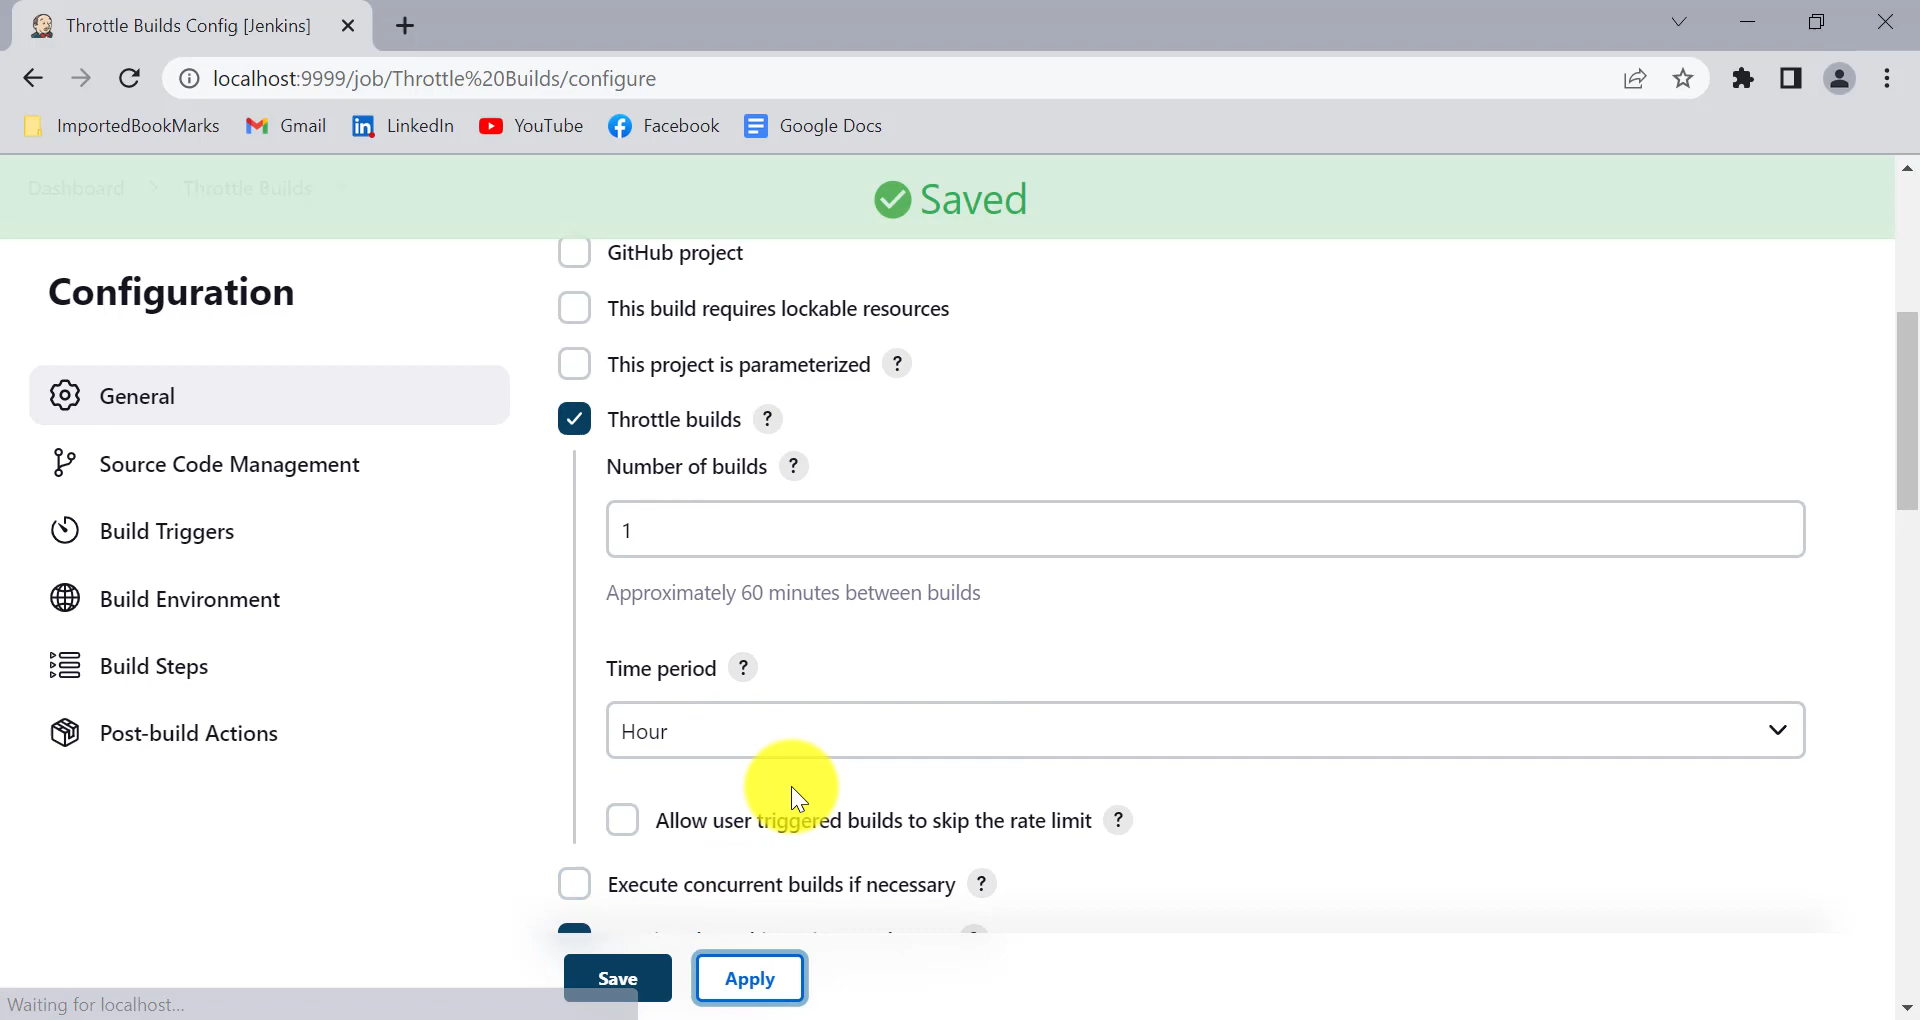 Throttle Builds Config [Jenkins]
localhost:9999/job/Throttle%20Builds/configure
ImportedBookMarks Gmail LinkedIn YouTube Facebook Google Docs
Dashboard > Throttle Builds
Saved
Configuration
General
Source Code Management
Build Triggers
Build Environment
Build Steps
Post-build Actions
GitHub project
This build requires lockable resources
This project is parameterized ?
Throttle builds ?
Number of builds ?
1
Approximately 60 minutes between builds
Time period ?
Hour
Allow user triggered builds to skip the rate limit ?
Execute concurrent builds if necessary ?
Save Apply
Waiting for localhost...